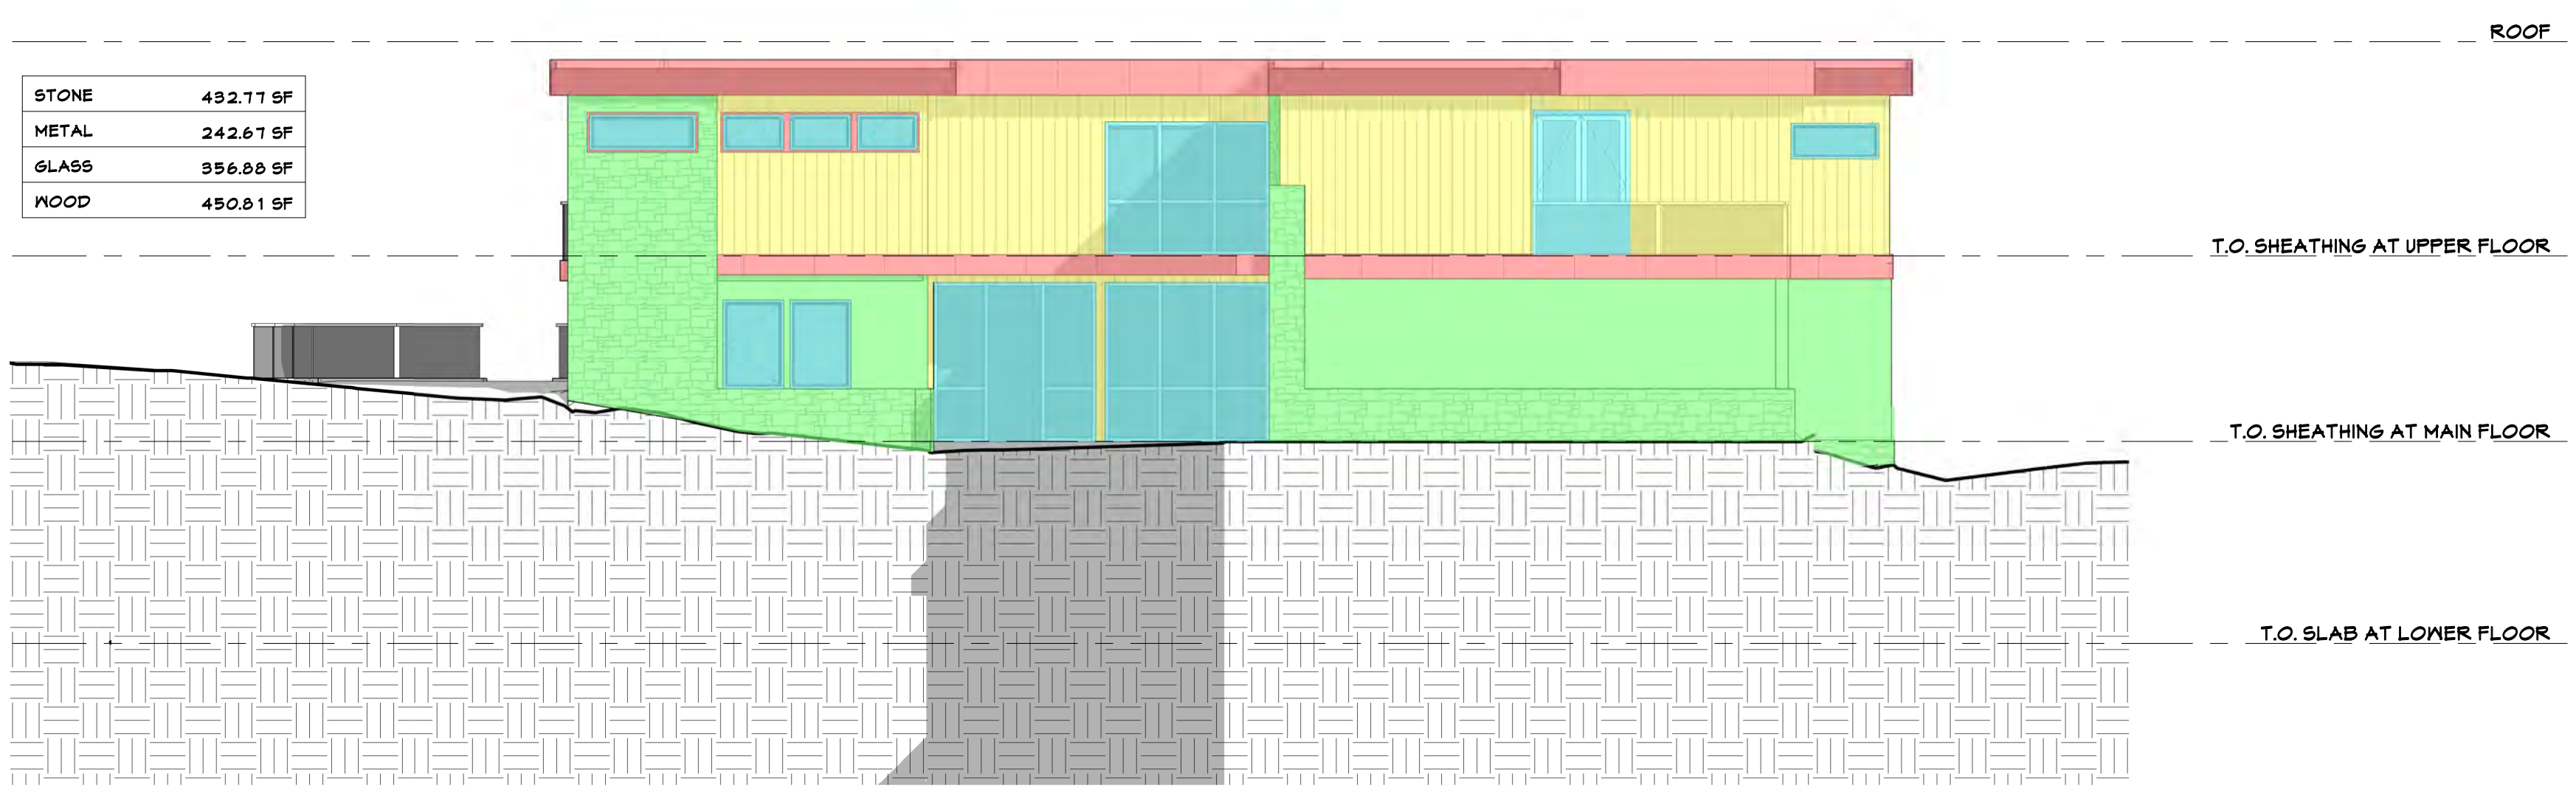 ROOF
STONE 432.77 SF
METAL 242.67 SF
GLASS 356.88 SF
WOOD 450.81 SF
T.O. SHEATHING AT UPPER FLOOR
T.O. SHEATHING AT MAIN FLOOR
T.O. SLAB AT LOWER FLOOR